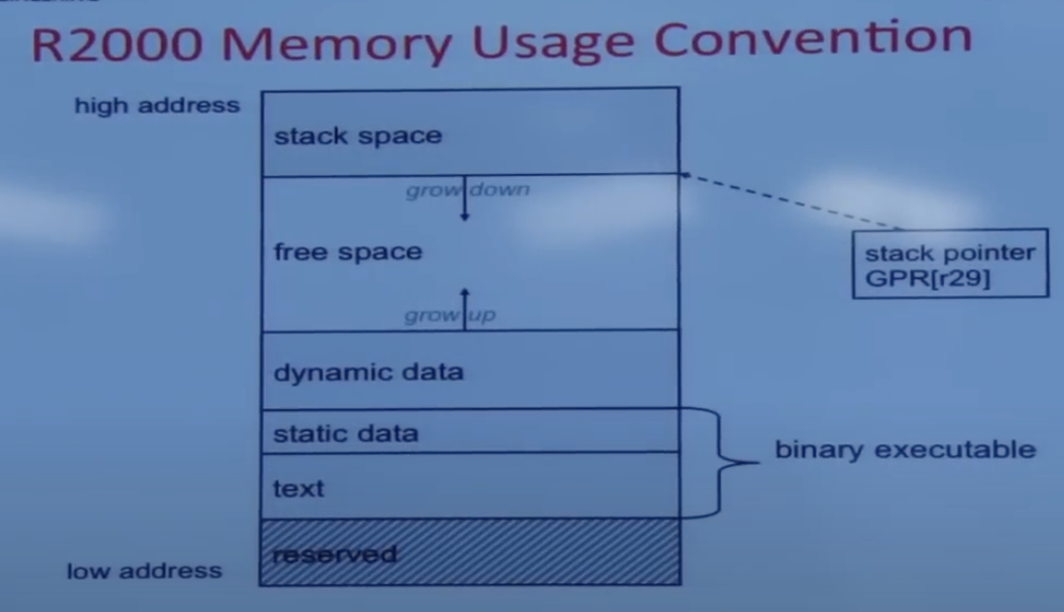 R2000 Memory Usage Convention
high address
stack space
grow down
free space
stack pointer
GPR[r29]
grow up
dynamic data
static data
binary executable
text
reserved
low address